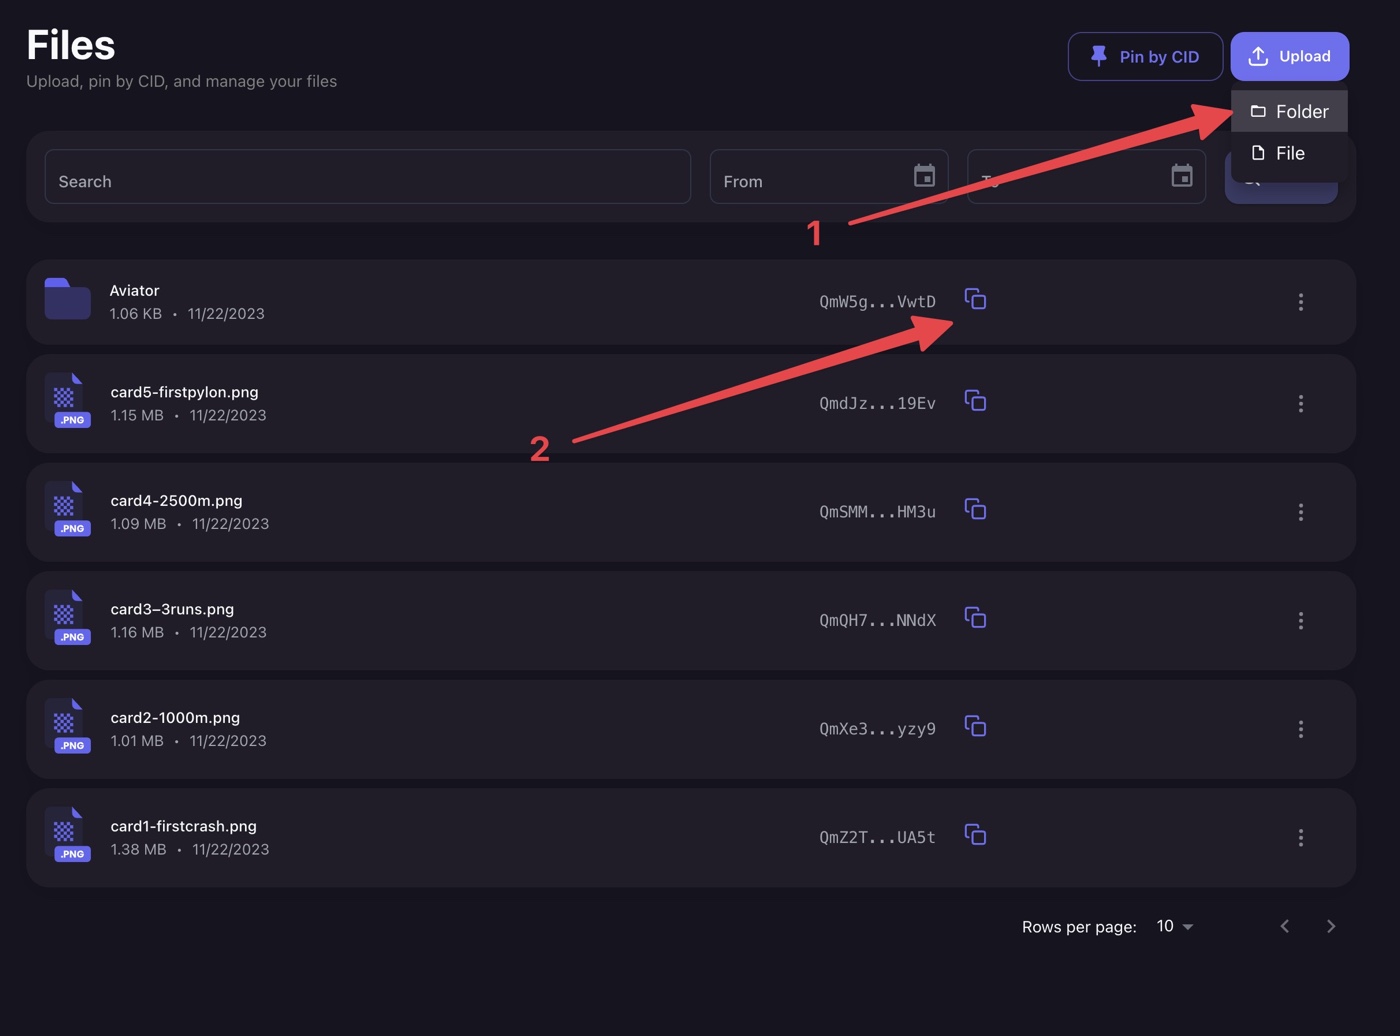 Files
Upload, pin by CID, and manage your files
Pin by CID
Upload
Folder
File
Search
From
1
Aviator
1.06 KB • 11/22/2023
QmW5g...VwtD
card5-firstpylon.png
1.15 MB • 11/22/2023
.PNG
QmdJz...19Ev
2
card4-2500m.png
1.09 MB • 11/22/2023
.PNG
QmSMM...HM3u
card3–3runs.png
1.16 MB • 11/22/2023
.PNG
QmQH7...NNdX
card2-1000m.png
1.01 MB • 11/22/2023
.PNG
QmXe3...yzy9
card1-firstcrash.png
1.38 MB • 11/22/2023
.PNG
QmZ2T...UA5t
Rows per page: 10